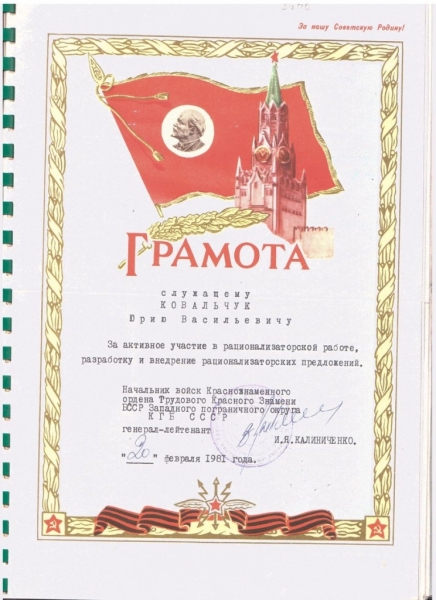 За нашу Советскую Родину!
ГРАМОТА
служащему
КОВАЛЬЧУК
Юрию Васильевичу
За активное участие в рационализаторской работе,
разработку и внедрение рационализаторских предложений.
Начальник войск Краснознаменного
ордена Трудового Красного Знамени
Западного пограничного округа
КГБ СССР
генерал-лейтенант
И.Я.КАЛИНИЧЕНКО.
"20" февраля 1981 года.